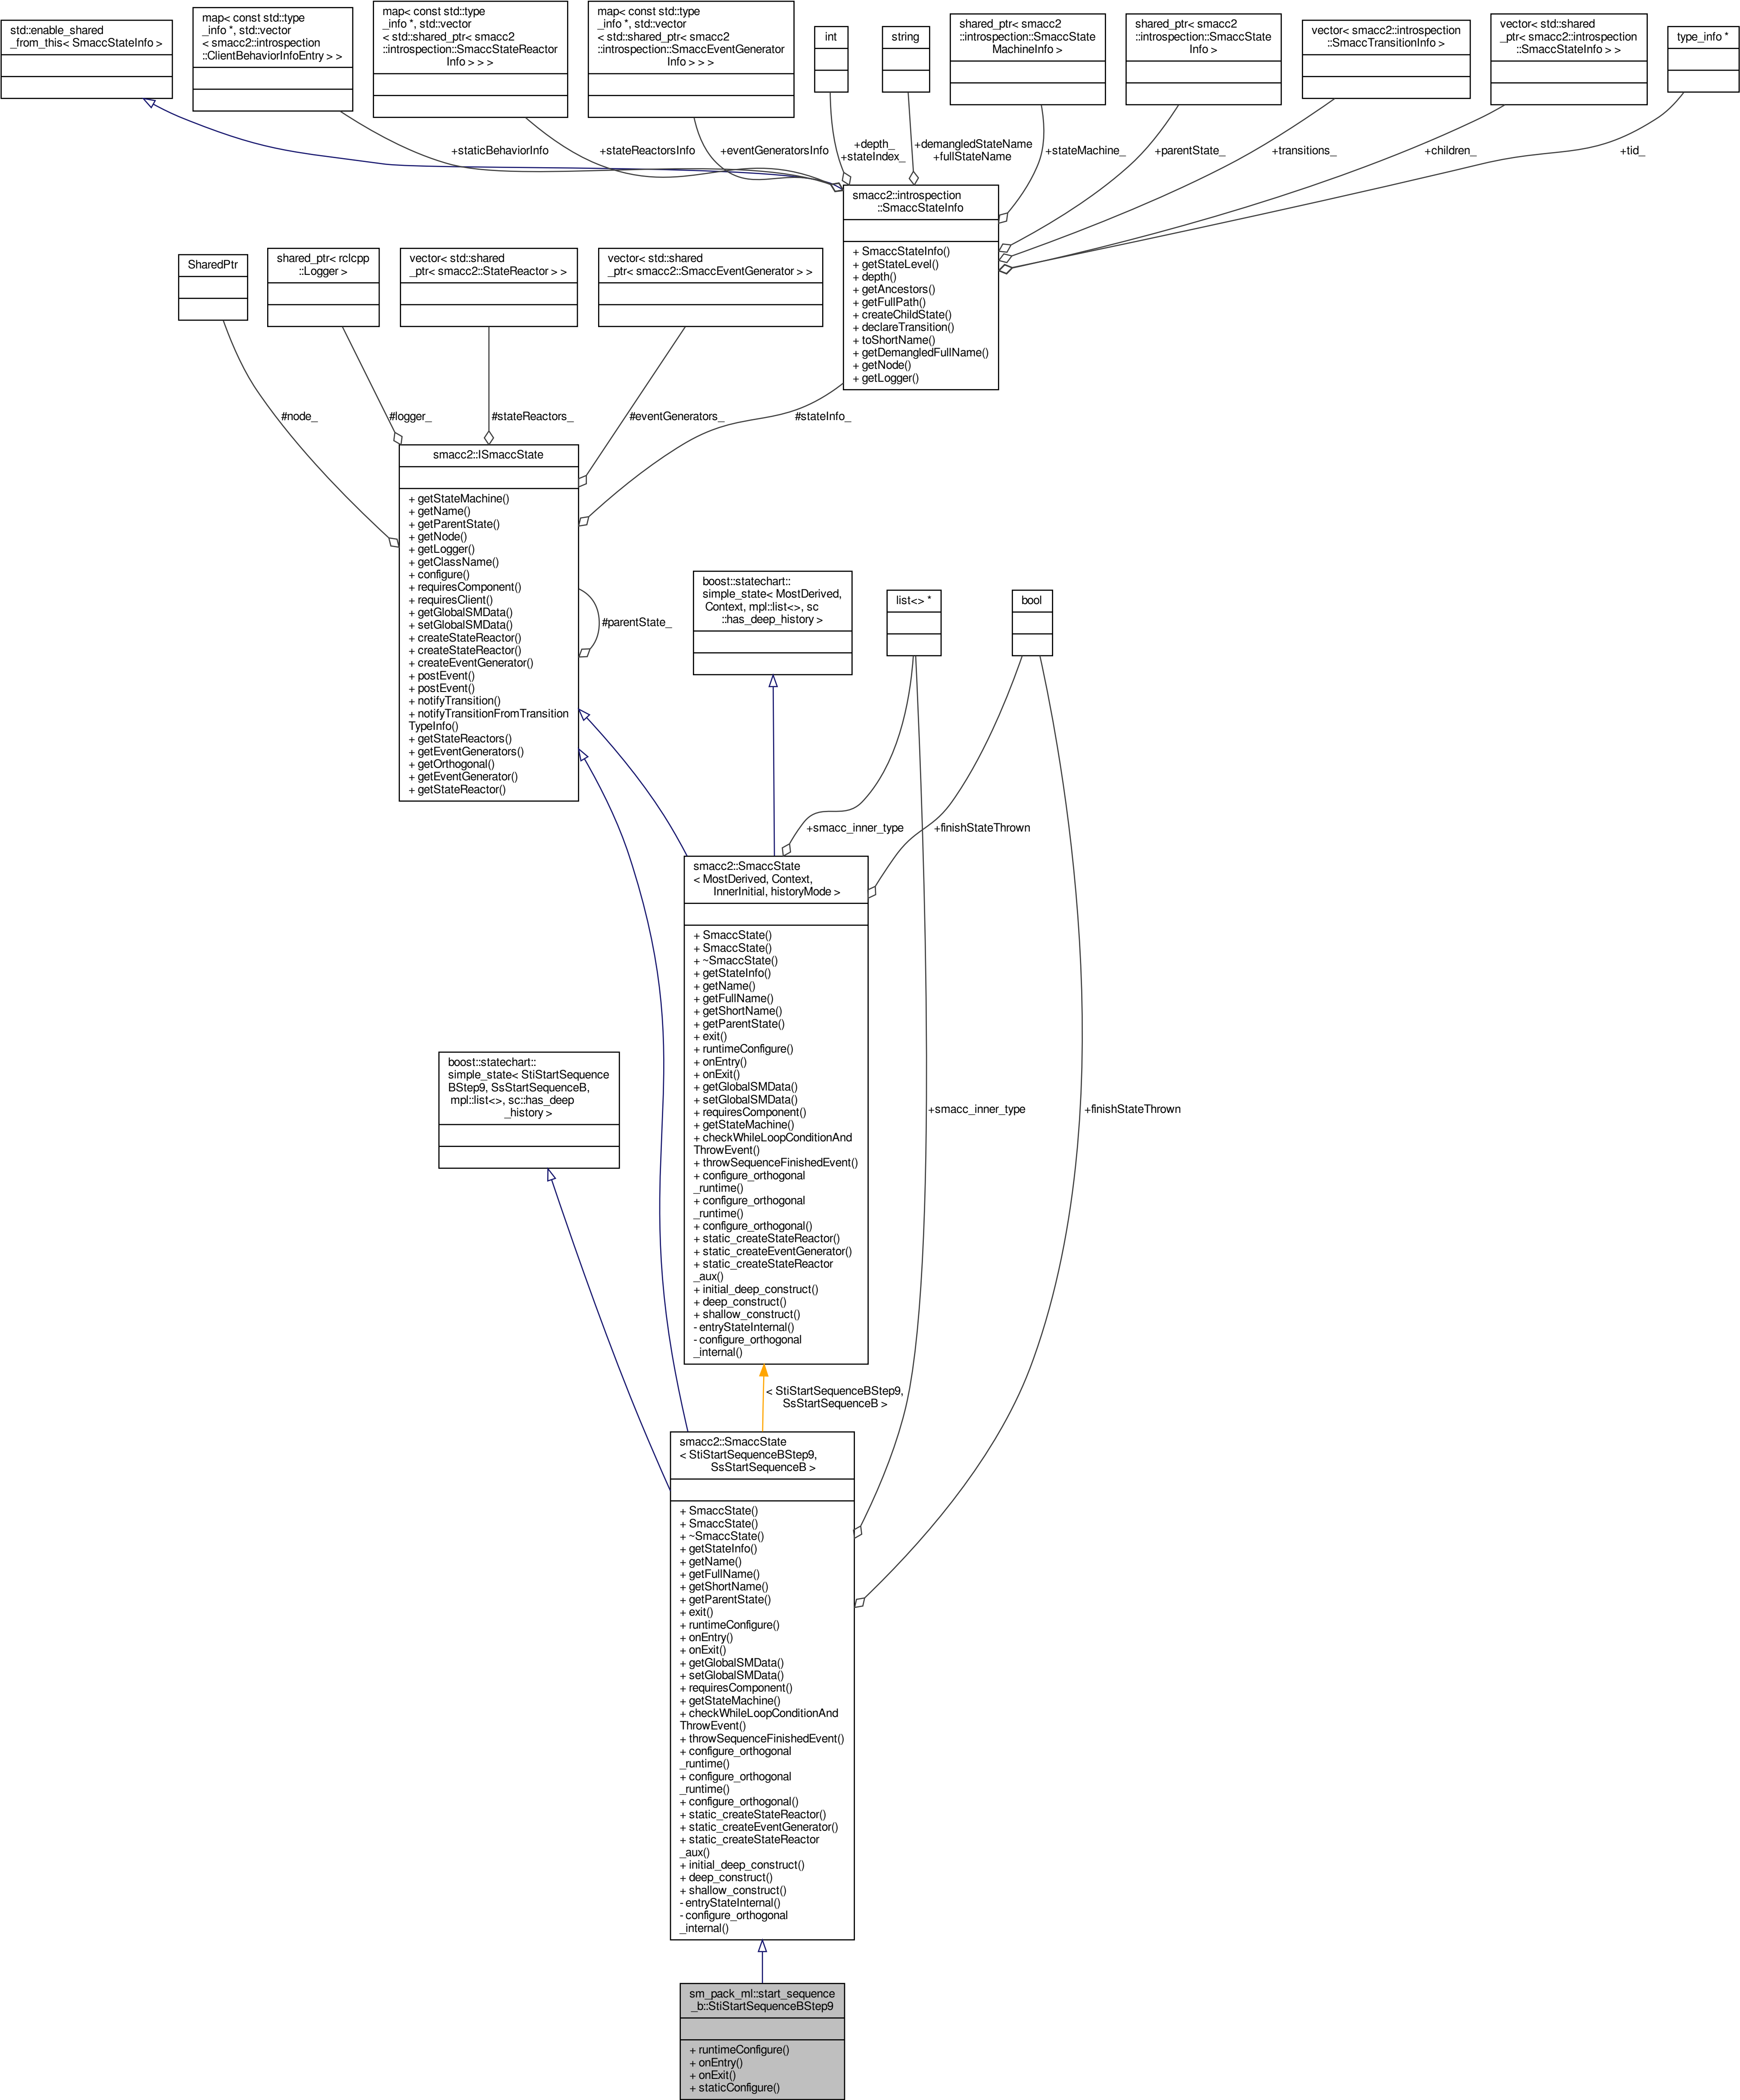 std::enable_shared
_from_this< SmaccStateInfo >
map< const std::type
_info *, std::vector
< smacc2::introspection
::ClientBehaviorInfoEntry > >
map< const std::type
_info *, std::vector
< std::shared_ptr< smacc2
::introspection::SmaccStateReactor
Info > > >
map< const std::type
_info *, std::vector
< std::shared_ptr< smacc2
::introspection::SmaccEventGenerator
Info > > >
int
string
shared_ptr< smacc2
::introspection::SmaccState
MachineInfo >
shared_ptr< smacc2
::introspection::SmaccState
Info >
vector< smacc2::introspection
::SmaccTransitionInfo >
vector< std::shared
_ptr< smacc2::introspection
::SmaccStateInfo > >
type_info *
+staticBehaviorInfo
+stateReactorsInfo
+eventGeneratorsInfo
+depth_
+stateIndex_
+demangledStateName
+fullStateName
+stateMachine_
+parentState_
+transitions_
+children_
+tid_
smacc2::introspection
::SmaccStateInfo
+ SmaccStateInfo()
+ getStateLevel()
+ depth()
+ getAncestors()
+ getFullPath()
+ createChildState()
+ declareTransition()
+ toShortName()
+ getDemangledFullName()
+ getNode()
+ getLogger()
SharedPtr
shared_ptr< rclcpp
::Logger >
vector< std::shared
_ptr< smacc2::StateReactor > >
vector< std::shared
_ptr< smacc2::SmaccEventGenerator > >
#node_
#logger_
#stateReactors_
#eventGenerators_
#stateInfo_
smacc2::ISmaccState
+ getStateMachine()
+ getName()
+ getParentState()
+ getNode()
+ getLogger()
+ getClassName()
+ configure()
+ requiresComponent()
+ requiresClient()
+ getGlobalSMData()
+ setGlobalSMData()
+ createStateReactor()
+ createStateReactor()
+ createEventGenerator()
+ postEvent()
+ postEvent()
+ notifyTransition()
+ notifyTransitionFromTransition
TypeInfo()
+ getStateReactors()
+ getEventGenerators()
+ getOrthogonal()
+ getEventGenerator()
+ getStateReactor()
#parentState_
boost::statechart::
simple_state< MostDerived,
Context, mpl::list<>, sc
::has_deep_history >
list<> *
bool
+smacc_inner_type
+finishStateThrown
smacc2::SmaccState
< MostDerived, Context,
InnerInitial, historyMode >
+ SmaccState()
+ SmaccState()
+ ~SmaccState()
+ getStateInfo()
+ getName()
+ getFullName()
+ getShortName()
+ getParentState()
+ exit()
+ runtimeConfigure()
+ onEntry()
+ onExit()
+ getGlobalSMData()
+ setGlobalSMData()
+ requiresComponent()
+ getStateMachine()
+ checkWhileLoopConditionAnd
ThrowEvent()
+ throwSequenceFinishedEvent()
+ configure_orthogonal
_runtime()
+ configure_orthogonal
_runtime()
+ configure_orthogonal()
+ static_createStateReactor()
+ static_createEventGenerator()
+ static_createStateReactor
_aux()
+ initial_deep_construct()
+ deep_construct()
+ shallow_construct()
- entryStateInternal()
- configure_orthogonal
_internal()
boost::statechart::
simple_state< StiStartSequence
BStep9, SsStartSequenceB,
mpl::list<>, sc::has_deep
_history >
+smacc_inner_type
+finishStateThrown
< StiStartSequenceBStep9,
SsStartSequenceB >
smacc2::SmaccState
< StiStartSequenceBStep9,
SsStartSequenceB >
+ SmaccState()
+ SmaccState()
+ ~SmaccState()
+ getStateInfo()
+ getName()
+ getFullName()
+ getShortName()
+ getParentState()
+ exit()
+ runtimeConfigure()
+ onEntry()
+ onExit()
+ getGlobalSMData()
+ setGlobalSMData()
+ requiresComponent()
+ getStateMachine()
+ checkWhileLoopConditionAnd
ThrowEvent()
+ throwSequenceFinishedEvent()
+ configure_orthogonal
_runtime()
+ configure_orthogonal
_runtime()
+ configure_orthogonal()
+ static_createStateReactor()
+ static_createEventGenerator()
+ static_createStateReactor
_aux()
+ initial_deep_construct()
+ deep_construct()
+ shallow_construct()
- entryStateInternal()
- configure_orthogonal
_internal()
sm_pack_ml::start_sequence
_b::StiStartSequenceBStep9
+ runtimeConfigure()
+ onEntry()
+ onExit()
+ staticConfigure()